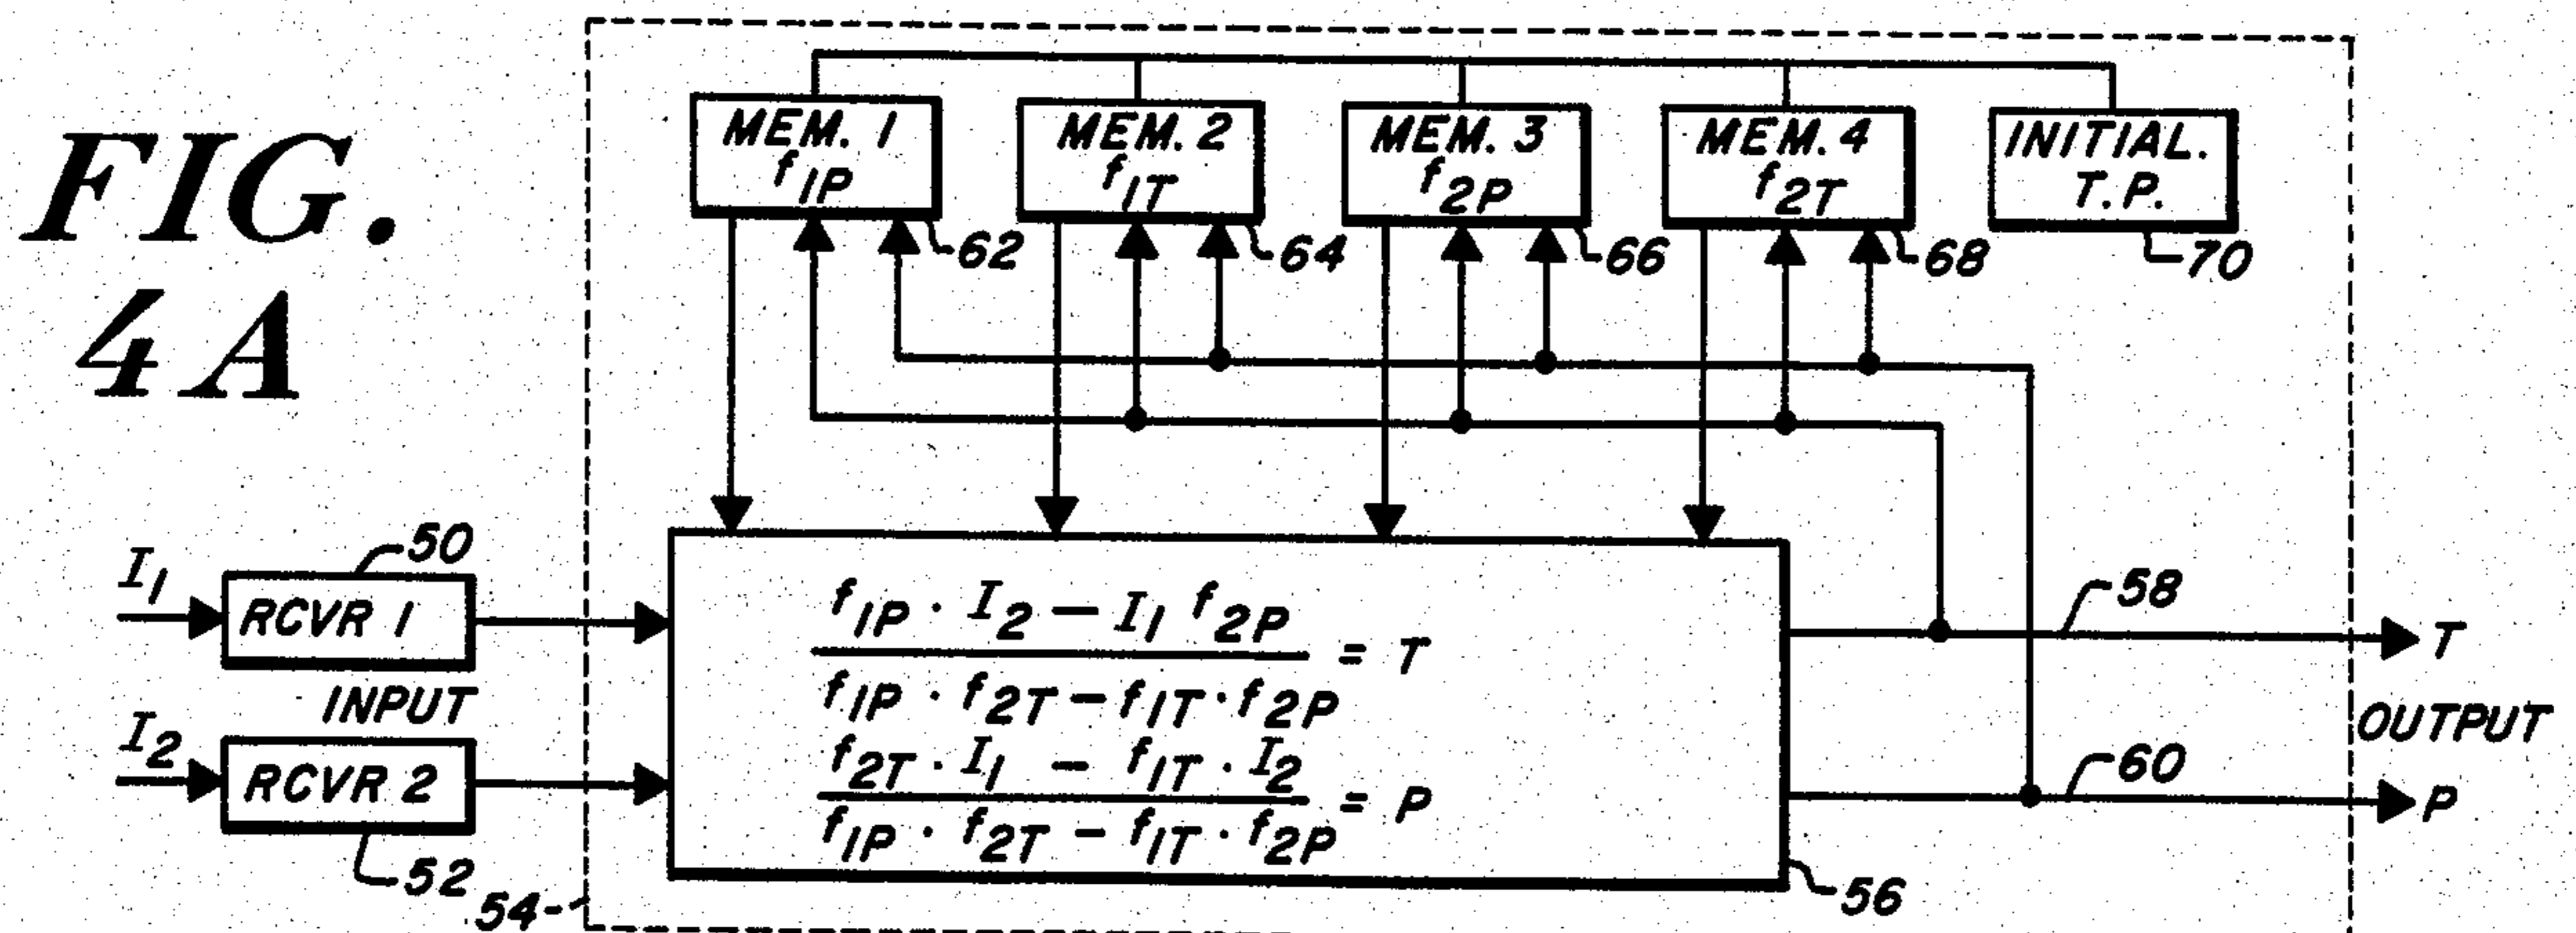 FIG.
4A
MEM. 1
f1P
62
MEM. 2
f1T
64
MEM. 3
f2P
66
MEM. 4
f2T
68
INITIAL.
T.P.
70
I1
RCVR 1
50
INPUT
I2
RCVR 2
52
54
f1P · I2 — I1 f2P
= T
f1P · f2T — f1T · f2P
f2T · I1 — f1T · I2
= P
f1P · f2T — f1T · f2P
56
58
T
OUTPUT
60
P